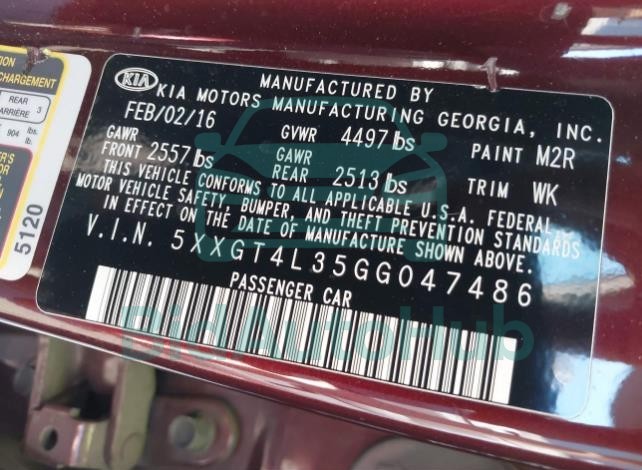 CHARGEMENT
REAR 3
ARRIÈRE
904 lbs.
5120
KIA
MANUFACTURED BY
KIA MOTORS MANUFACTURING GEORGIA, INC.
FEB/02/16 GVWR 4497 lbs PAINT M2R
GAWR FRONT 2557 lbs GAWR REAR 2513 lbs TRIM WK
THIS VEHICLE CONFORMS TO ALL APPLICABLE U.S.A. FEDERAL
MOTOR VEHICLE SAFETY, BUMPER, AND THEFT PREVENTION STANDARDS
IN EFFECT ON THE DATE OF MANUFACTURE SHOWN ABOVE.
V.I.N. 5XXGT4L35GG047486
PASSENGER CAR
BidAutoHub